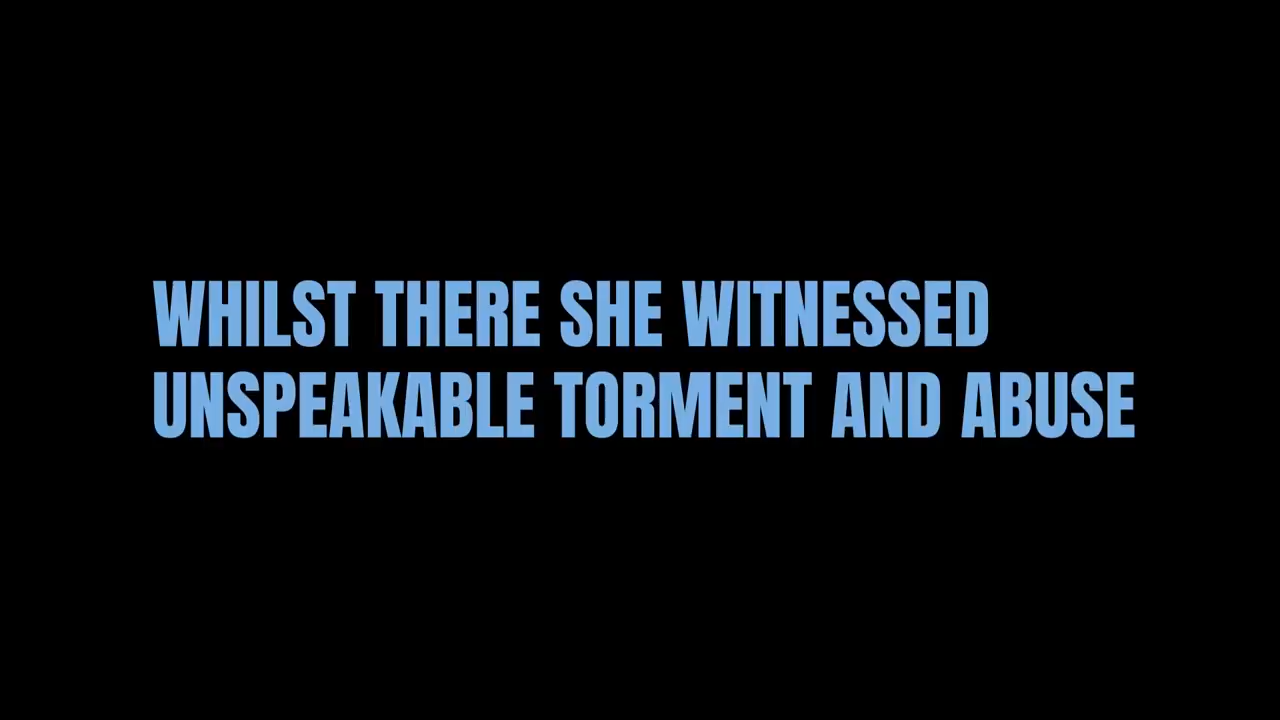 WHILST THERE SHE WITNESSED
UNSPEAKABLE TORMENT AND ABUSE